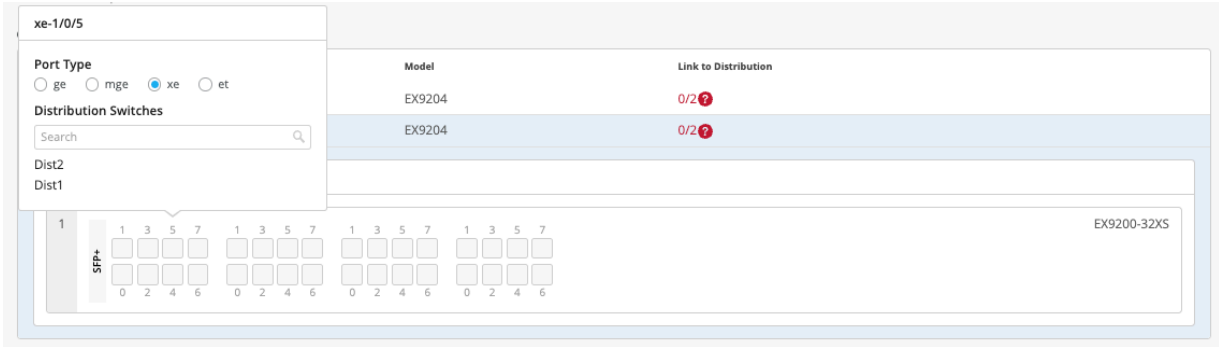 xe-1/0/5
Port Type
ge mge xe et
Distribution Switches
Search
Dist2
Dist1
Model Link to Distribution
EX9204 0/2 ?
EX9204 0/2 ?
1
SFP+
EX9200-32XS
1 3 5 7 1 3 5 7 1 3 5 7 1 3 5 7
0 2 4 6 0 2 4 6 0 2 4 6 0 2 4 6